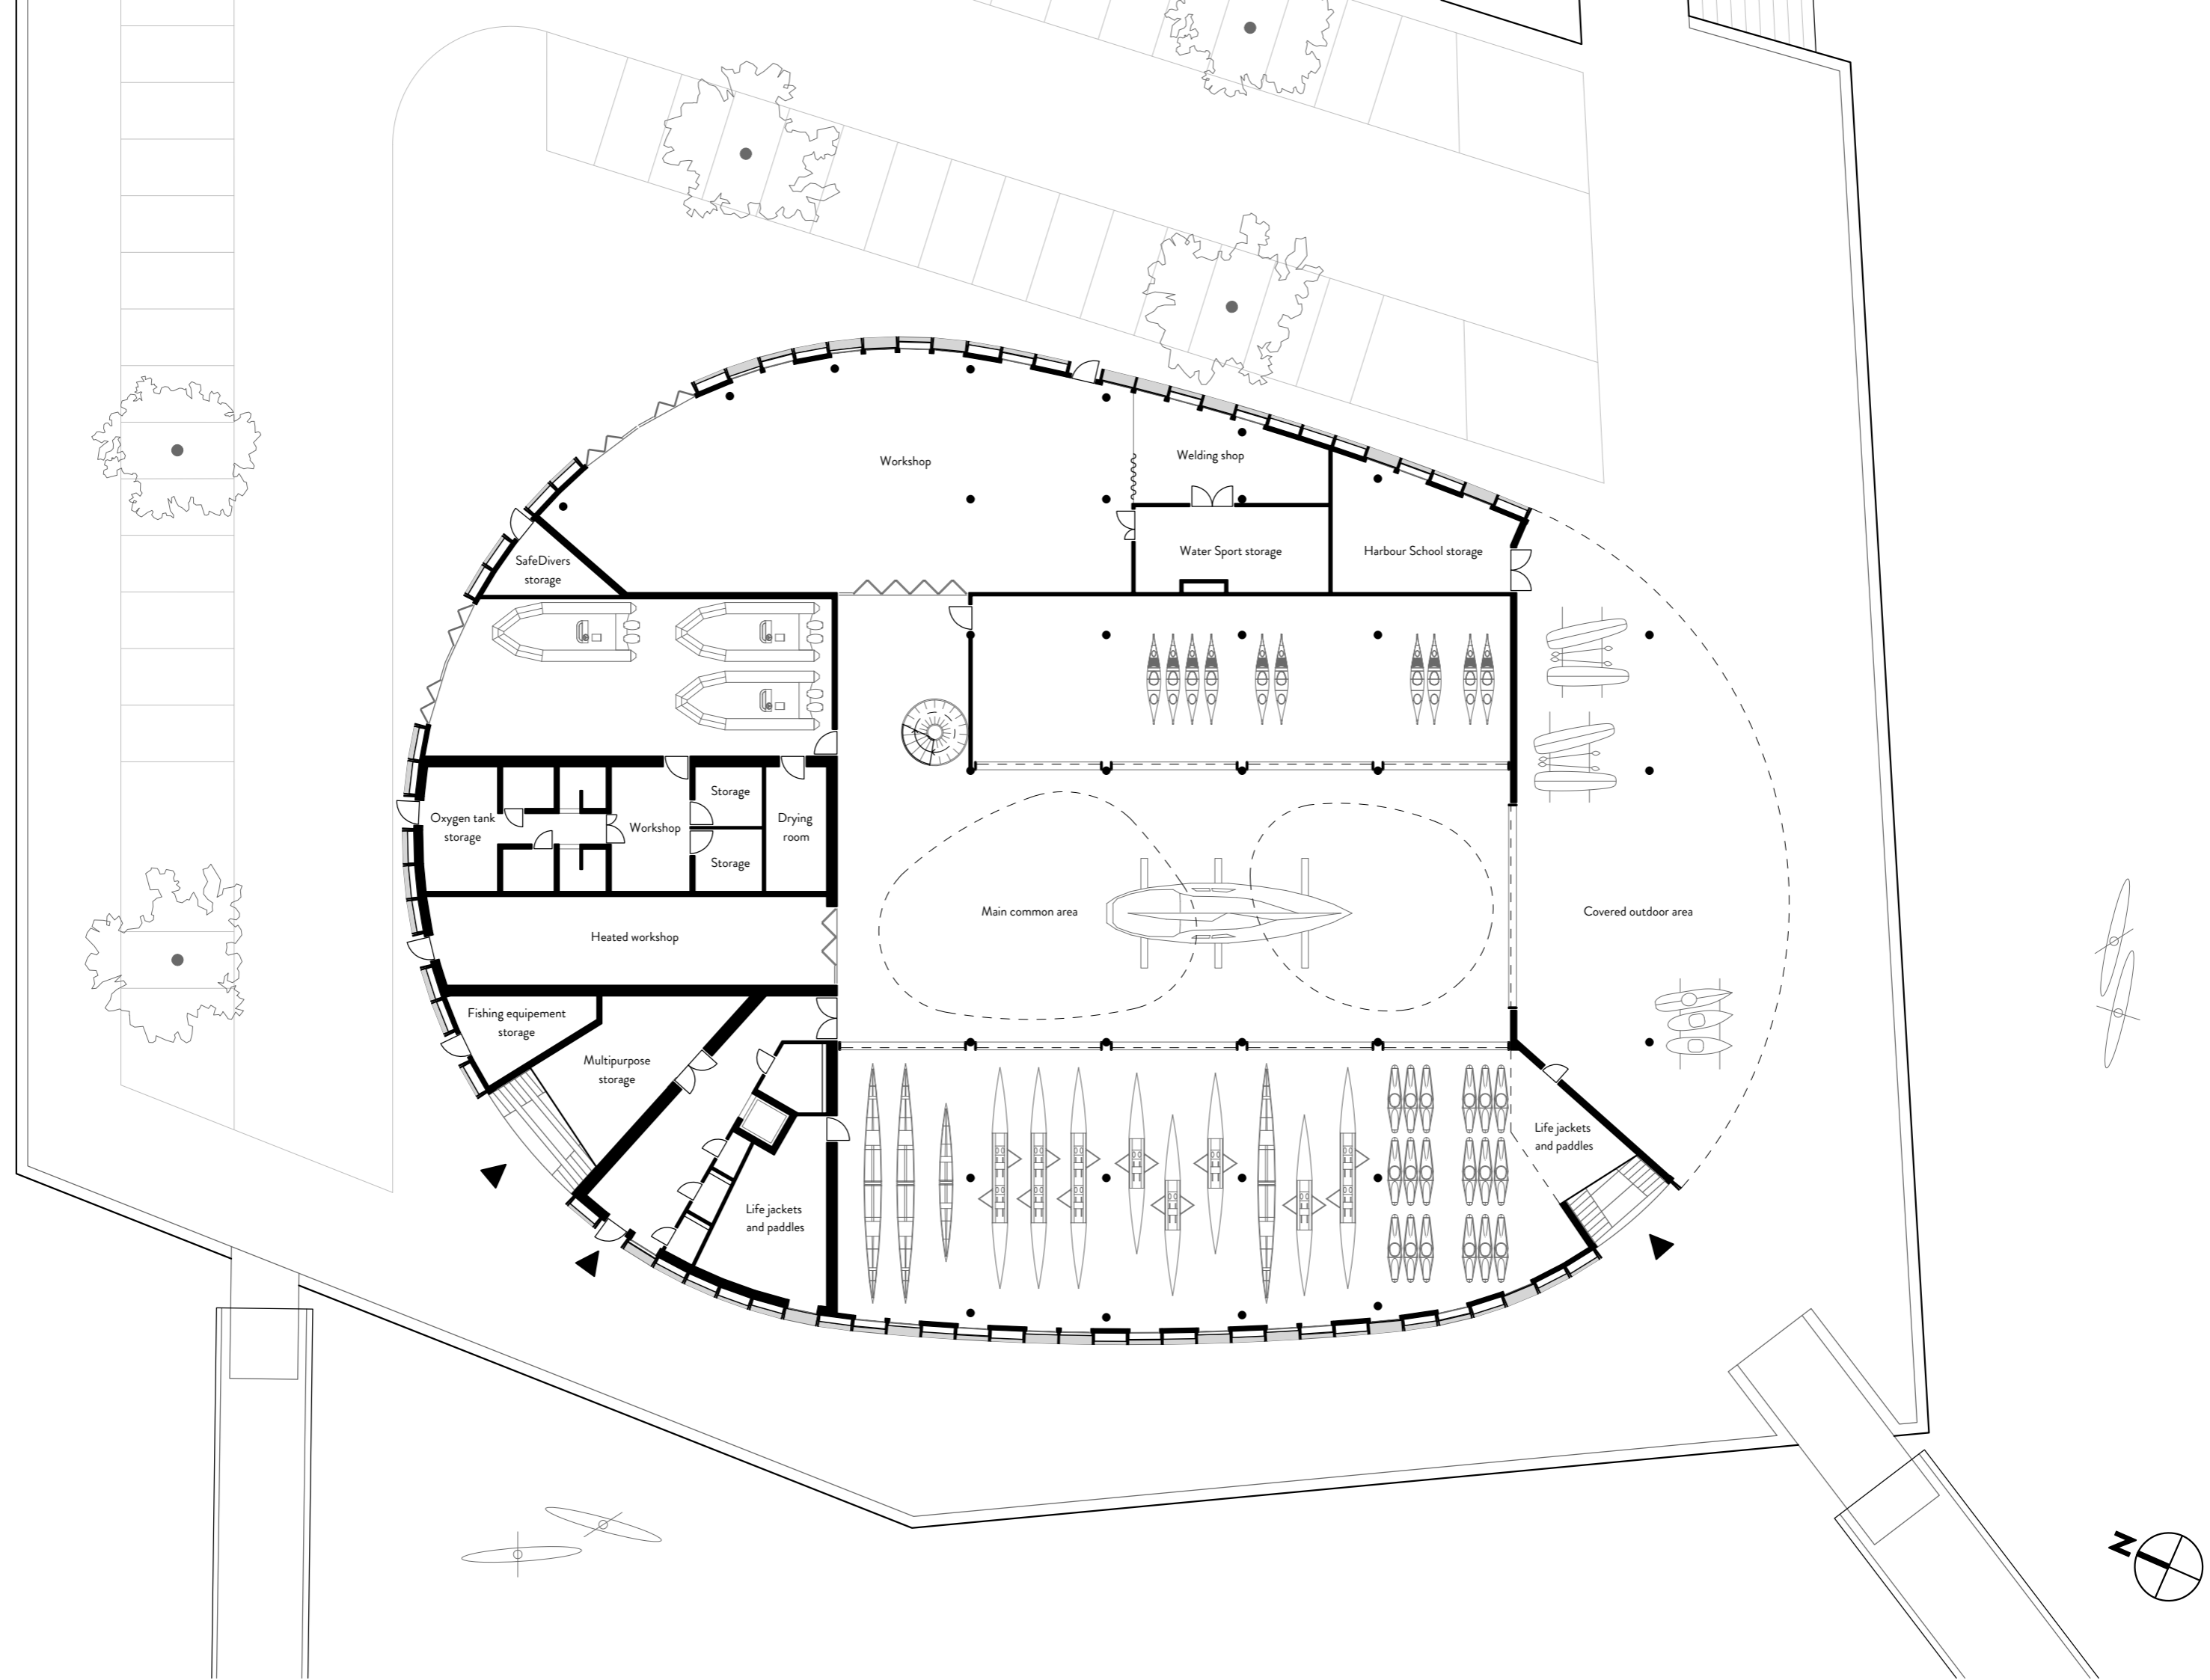 Workshop
Welding shop
SafeDivers
storage
Water Sport storage
Harbour School storage
Oxygen tank
storage
Workshop
Storage
Storage
Drying
room
Main common area
Covered outdoor area
Heated workshop
Fishing equipement
storage
Multipurpose
storage
Life jackets
and paddles
Life jackets
and paddles
N